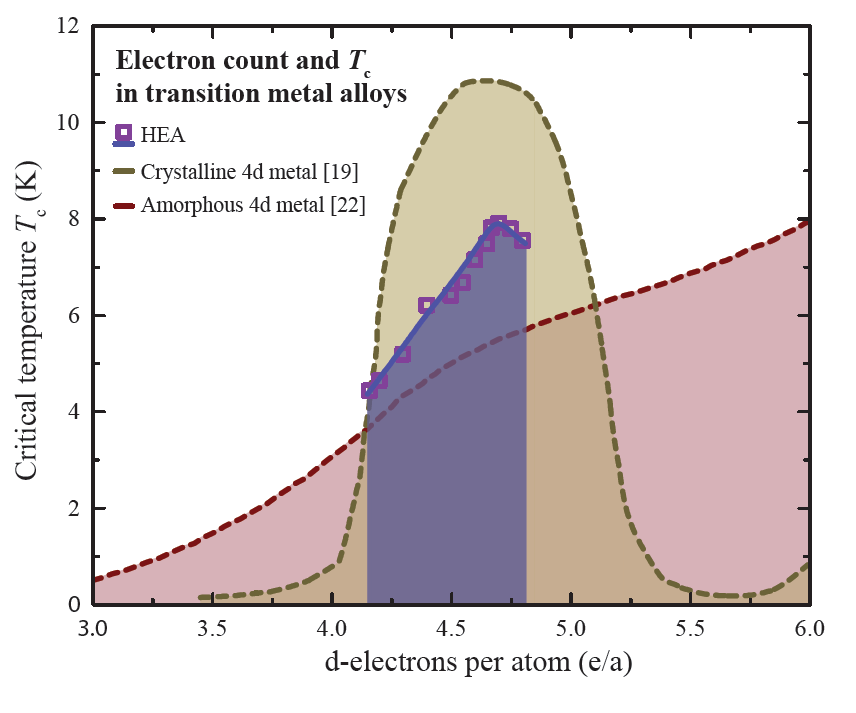 Electron count and Tc
in transition metal alloys
HEA
Crystalline 4d metal [19]
Amorphous 4d metal [22]
Critical temperature Tc (K)
12
10
8
6
4
2
0
3.0 3.5 4.0 4.5 5.0 5.5 6.0
d-electrons per atom (e/a)